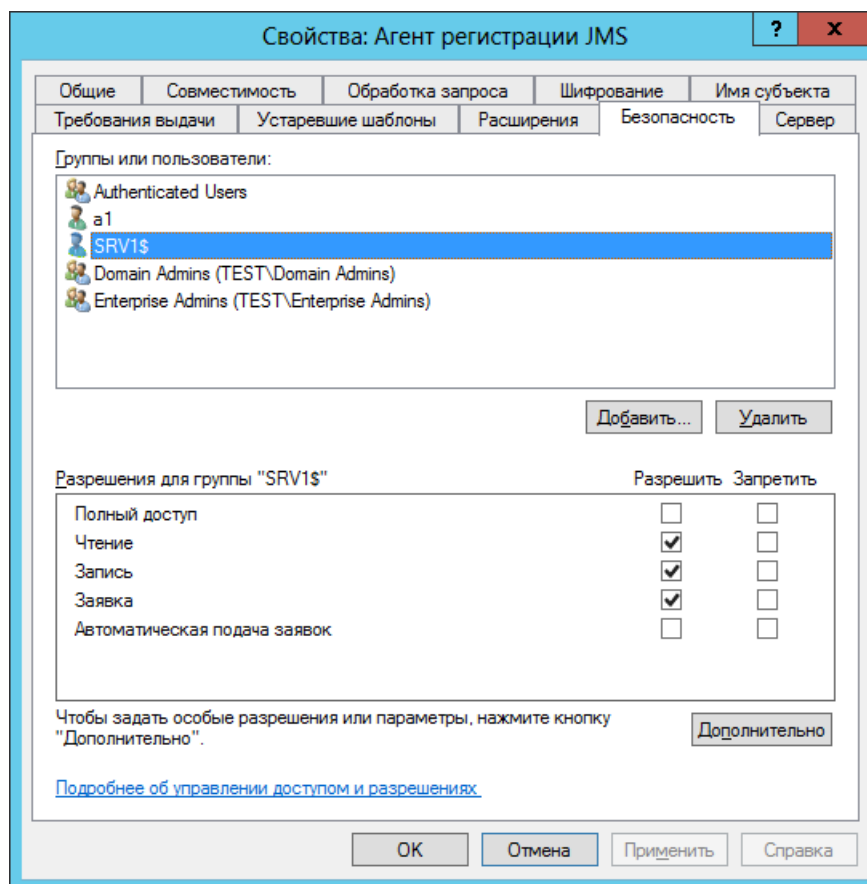 Свойства: Агент регистрации JMS
?
x
Общие
Совместимость
Обработка запроса
Шифрование
Имя субъекта
Требования выдачи
Устаревшие шаблоны
Расширения
Безопасность
Сервер
Группы или пользователи:
Authenticated Users
a1
SRV1$
Domain Admins (TEST\Domain Admins)
Enterprise Admins (TEST\Enterprise Admins)
Добавить...
Удалить
Разрешения для группы "SRV1$"
Разрешить
Запретить
Полный доступ
Чтение
Запись
Заявка
Автоматическая подача заявок
Чтобы задать особые разрешения или параметры, нажмите кнопку
"Дополнительно".
Дополнительно
Подробнее об управлении доступом и разрешениях
OK
Отмена
Применить
Справка